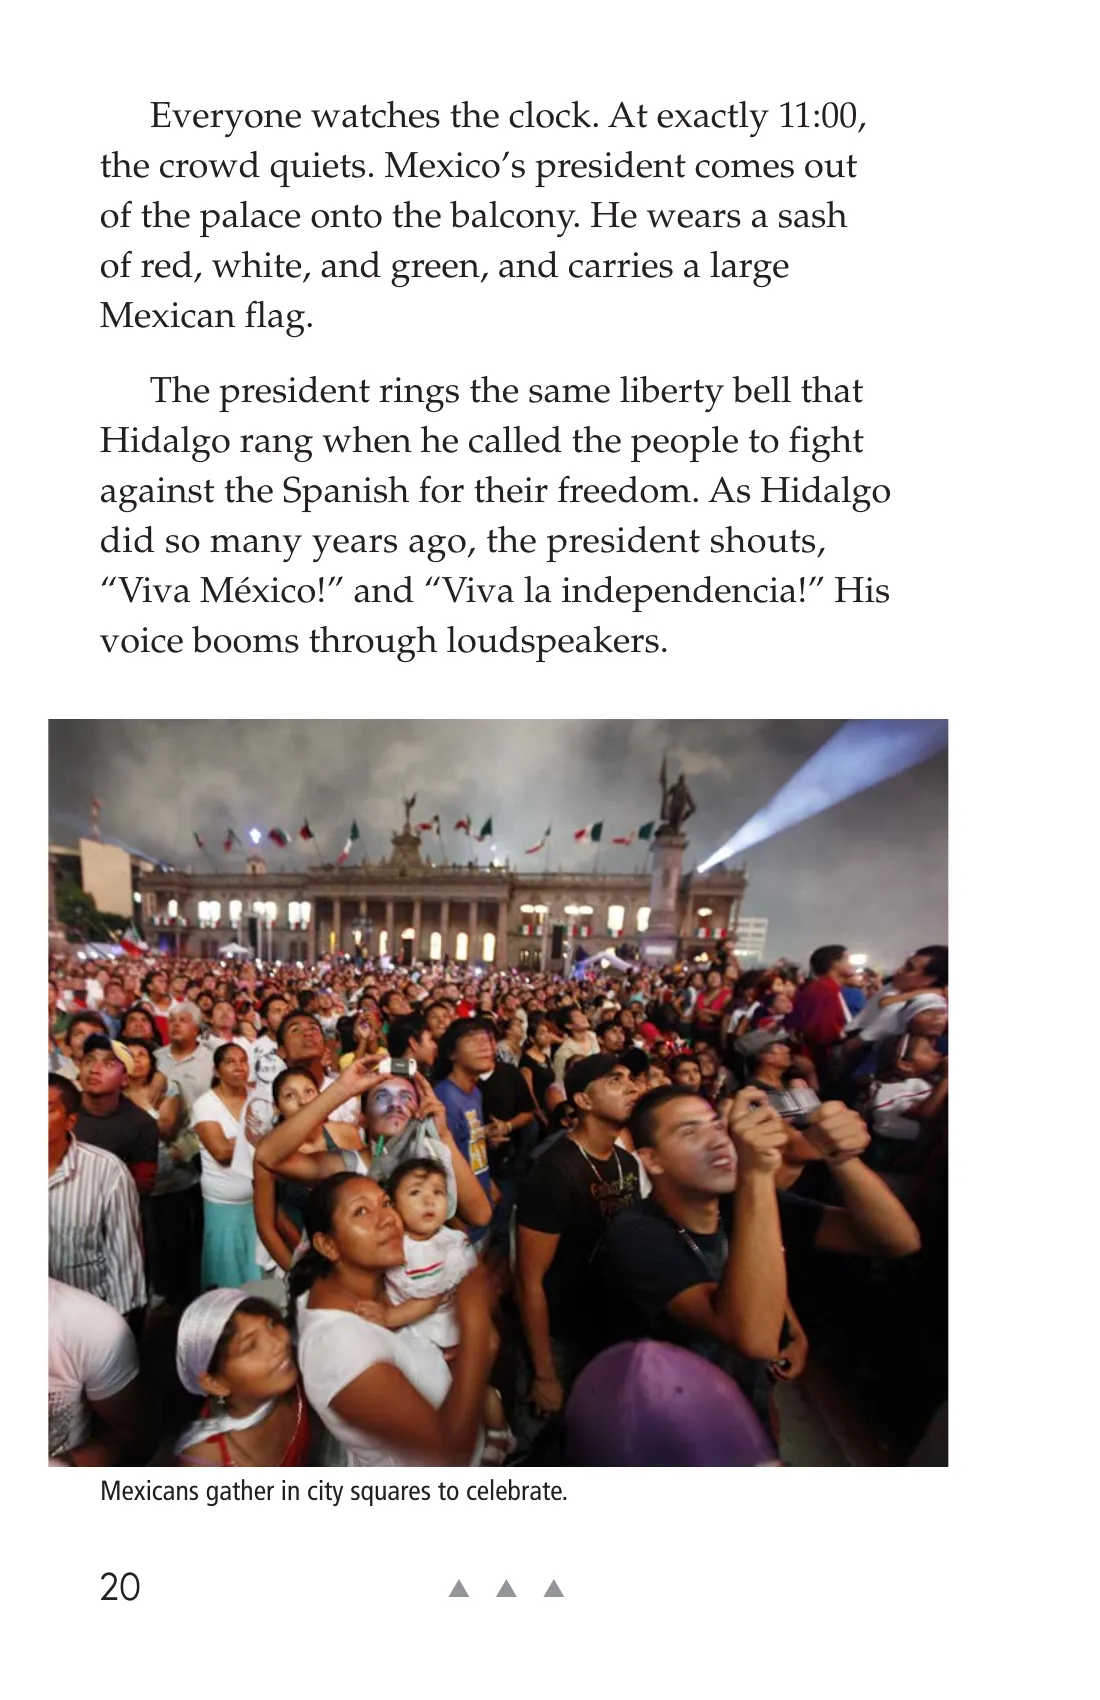 Everyone watches the clock. At exactly 11:00,
the crowd quiets. Mexico’s president comes out
of the palace onto the balcony. He wears a sash
of red, white, and green, and carries a large
Mexican flag.
The president rings the same liberty bell that
Hidalgo rang when he called the people to fight
against the Spanish for their freedom. As Hidalgo
did so many years ago, the president shouts,
“Viva México!” and “Viva la independencia!” His
voice booms through loudspeakers.
Mexicans gather in city squares to celebrate.
20